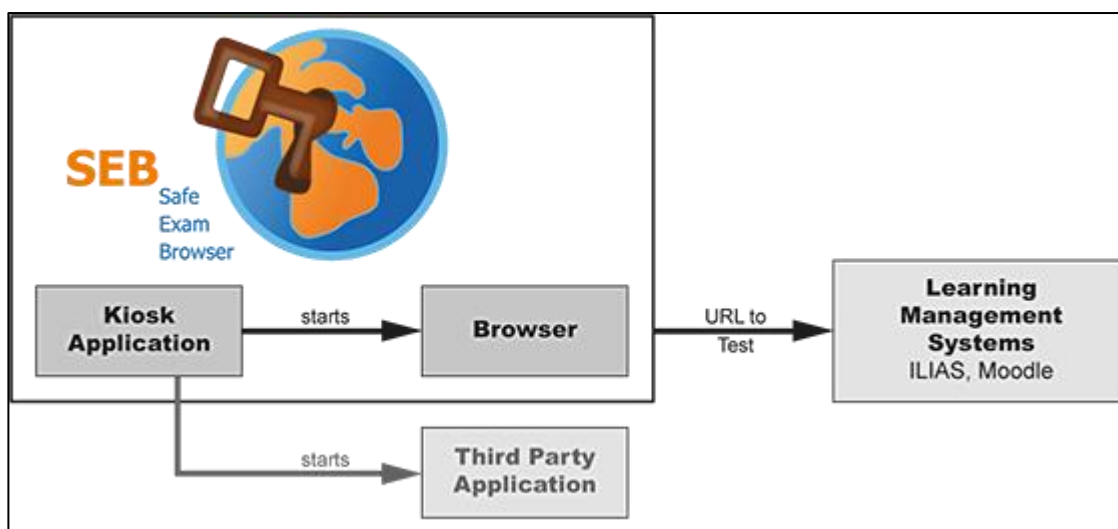 SEB
Safe
Exam
Browser
Kiosk
Application
starts
Browser
URL to
Test
Learning
Management
Systems
ILIAS, Moodle
starts
Third Party
Application